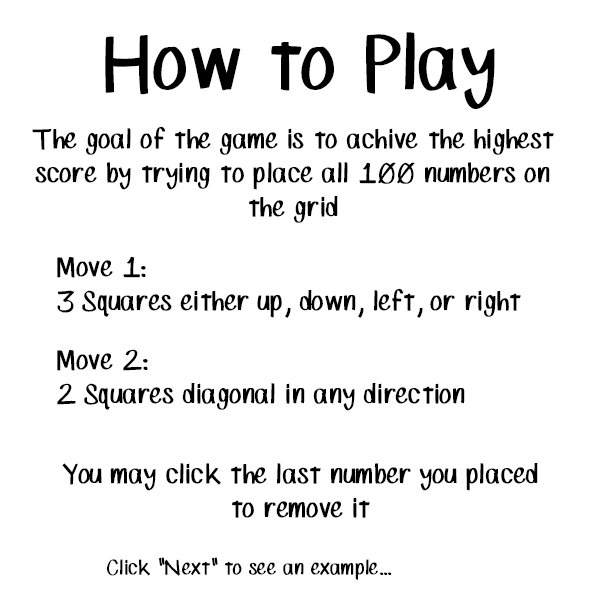 How to Play
The goal of the game is to achive the highest
score by trying to place all 100 numbers on
the grid
Move 1:
3 Squares either up, down, left, or right
Move 2:
2 Squares diagonal in any direction
You may click the last number you placed
to remove it
Click "Next" to see an example...